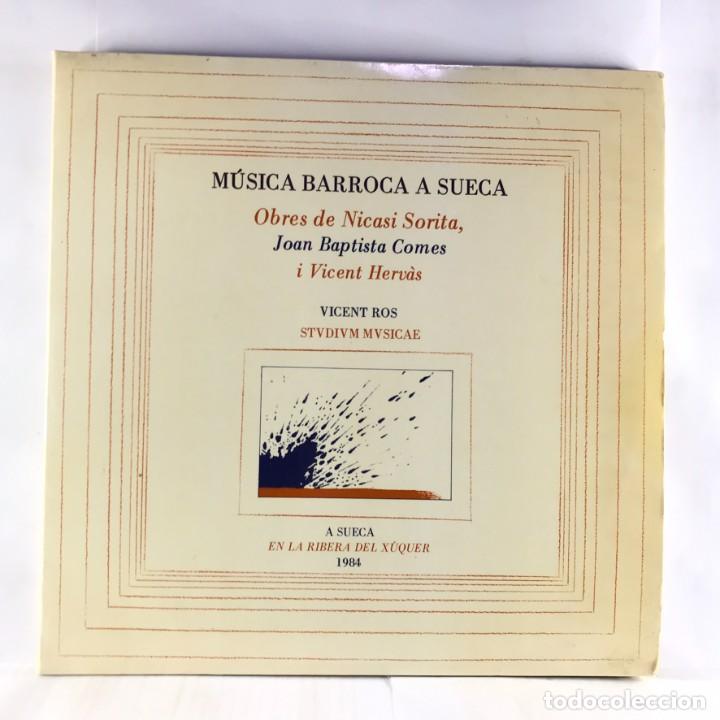 MÚSICA BARROCA A SUECA
Obres de Nicasi Sorita,
Joan Baptista Comes
i Vicent Hervàs
VICENT ROS
STVDIVM MVSICAE
A SUECA
EN LA RIBERA DEL XÚQUER
1984
todocoleccion